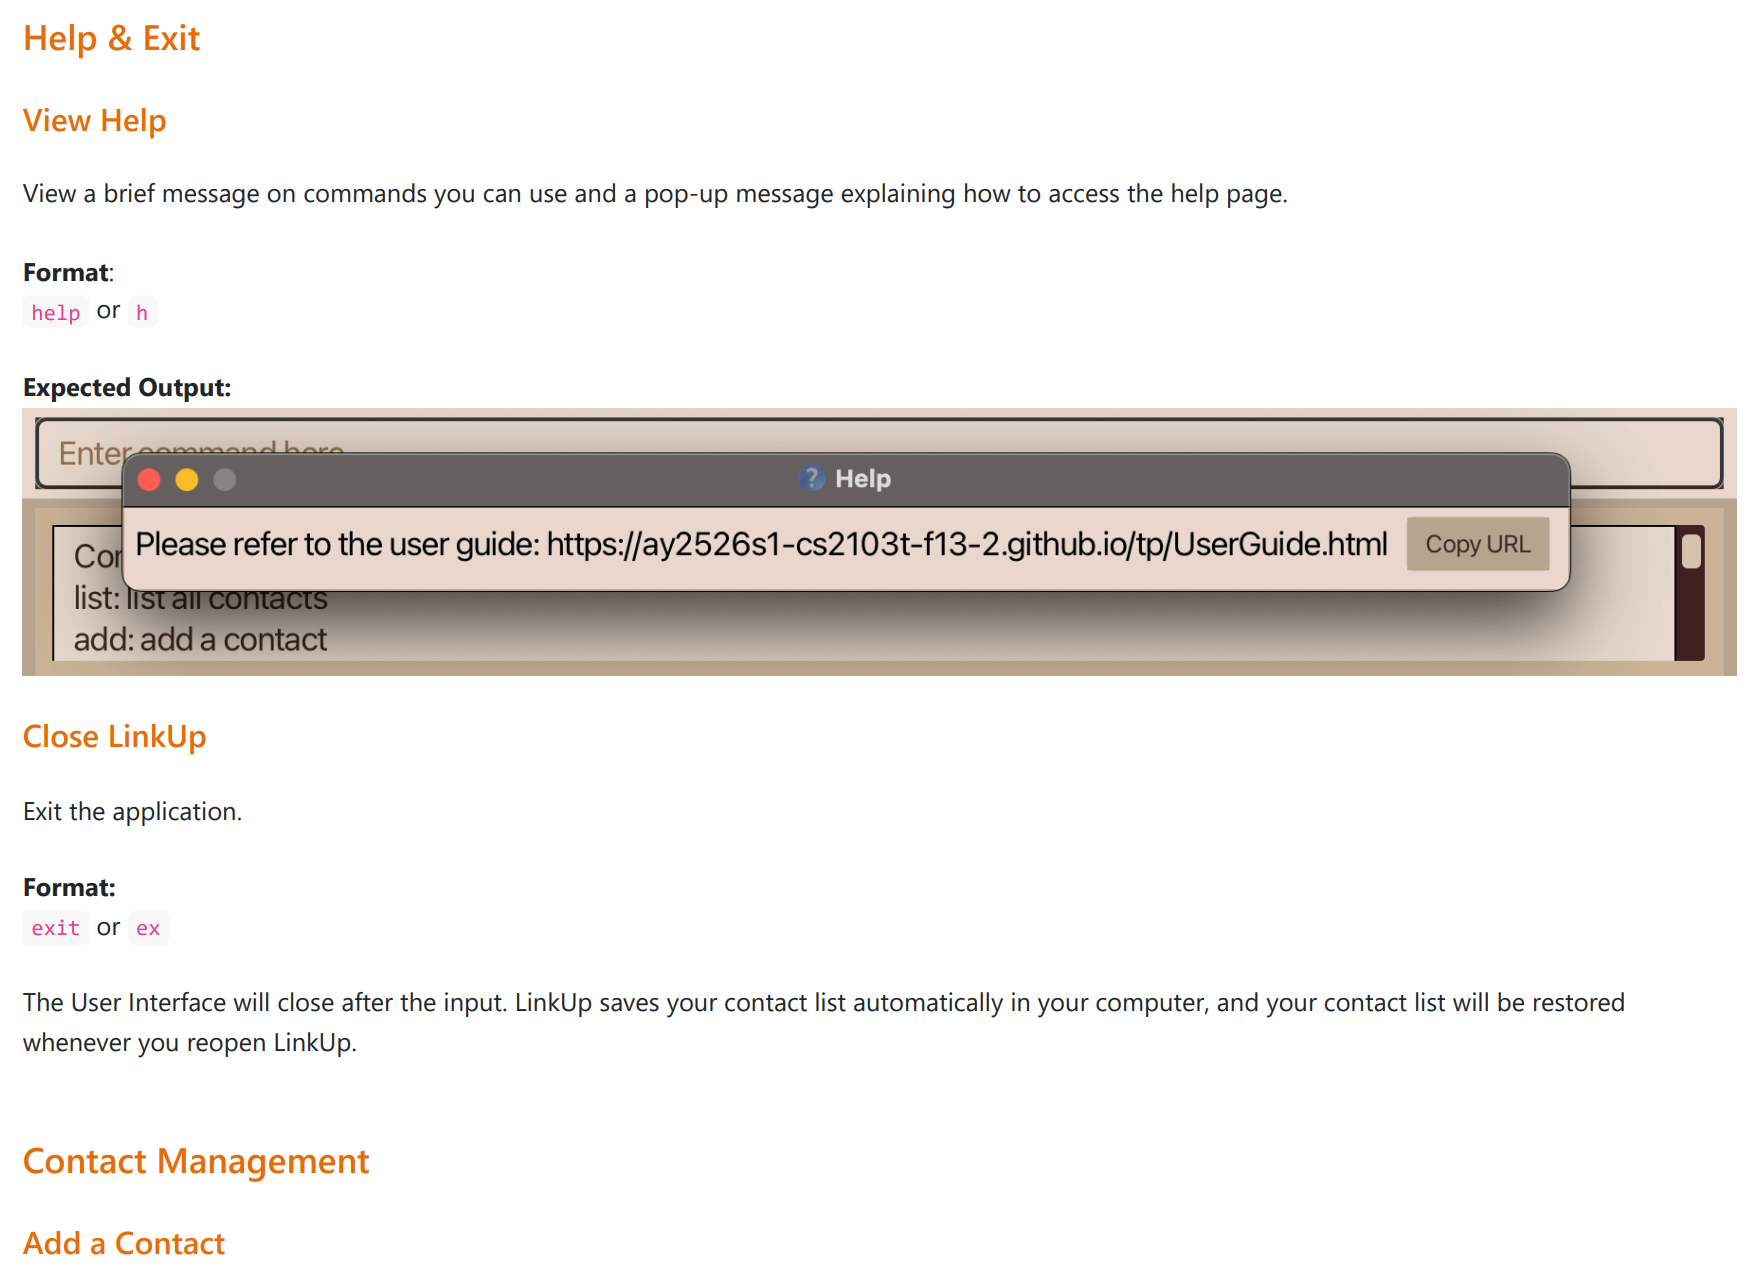 Help & Exit
View Help
View a brief message on commands you can use and a pop-up message explaining how to access the help page.
Format:
help or h
Expected Output:
Enter command here
? Help
Please refer to the user guide: https://ay2526s1-cs2103t-f13-2.github.io/tp/UserGuide.html Copy URL
list: list all contacts
add: add a contact
Close LinkUp
Exit the application.
Format:
exit or ex
The User Interface will close after the input. LinkUp saves your contact list automatically in your computer, and your contact list will be restored
whenever you reopen LinkUp.
Contact Management
Add a Contact